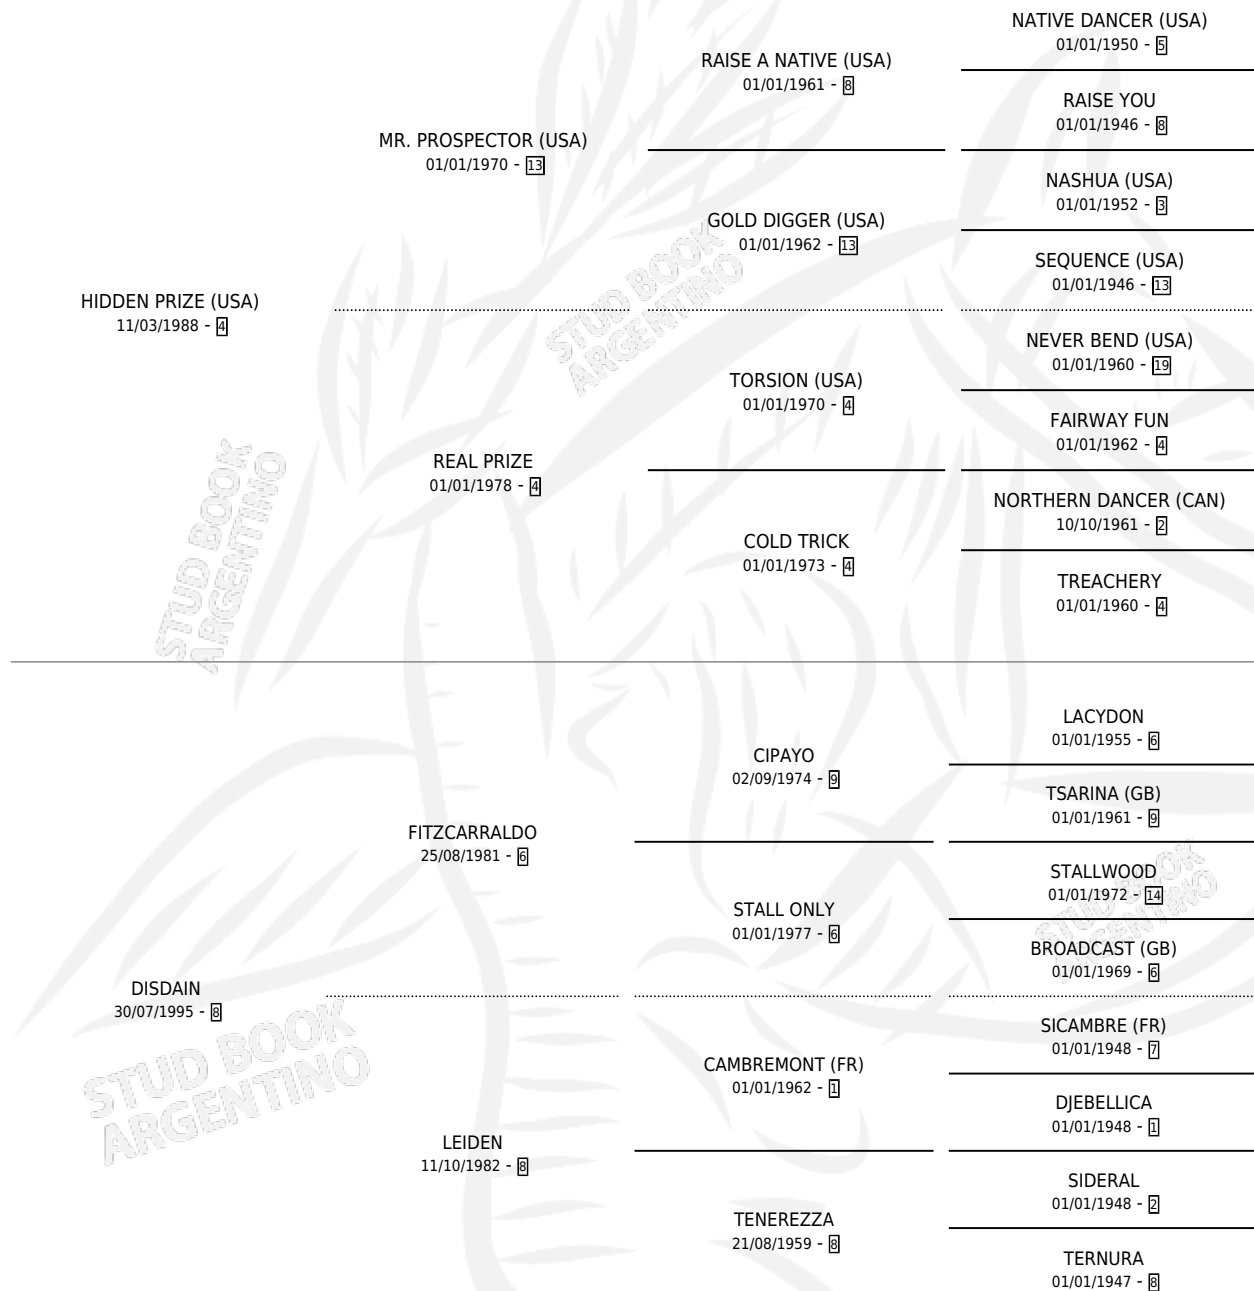 NATIVE DANCER (USA)
01/01/1950 - 5
RAISE A NATIVE (USA)
01/01/1961 - 8
RAISE YOU
01/01/1946 - 8
MR. PROSPECTOR (USA)
01/01/1970 - 13
NASHUA (USA)
01/01/1952 - 3
GOLD DIGGER (USA)
01/01/1962 - 13
SEQUENCE (USA)
01/01/1946 - 13
HIDDEN PRIZE (USA)
11/03/1988 - 4
STUD BOOK
ARGENTINO
NEVER BEND (USA)
01/01/1960 - 19
TORSION (USA)
01/01/1970 - 4
FAIRWAY FUN
01/01/1962 - 4
REAL PRIZE
01/01/1978 - 4
NORTHERN DANCER (CAN)
10/10/1961 - 2
COLD TRICK
01/01/1973 - 4
TREACHERY
01/01/1960 - 4
STUD BOOK
ARGENTINO
LACYDON
01/01/1955 - 6
CIPAYO
02/09/1974 - 9
TSARINA (GB)
01/01/1961 - 9
FITZCARRALDO
25/08/1981 - 6
STALLWOOD
01/01/1972 - 14
STALL ONLY
01/01/1977 - 6
STUD BOOK
ARGENTINO
BROADCAST (GB)
01/01/1969 - 6
DISDAIN
30/07/1995 - 8
SICAMBRE (FR)
01/01/1948 - 7
CAMBREMONT (FR)
01/01/1962 - 1
DJEBELLICA
01/01/1948 - 1
STUD BOOK
ARGENTINO
LEIDEN
11/10/1982 - 8
SIDERAL
01/01/1948 - 2
TENEREZZA
21/08/1959 - 8
TERNURA
01/01/1947 - 8